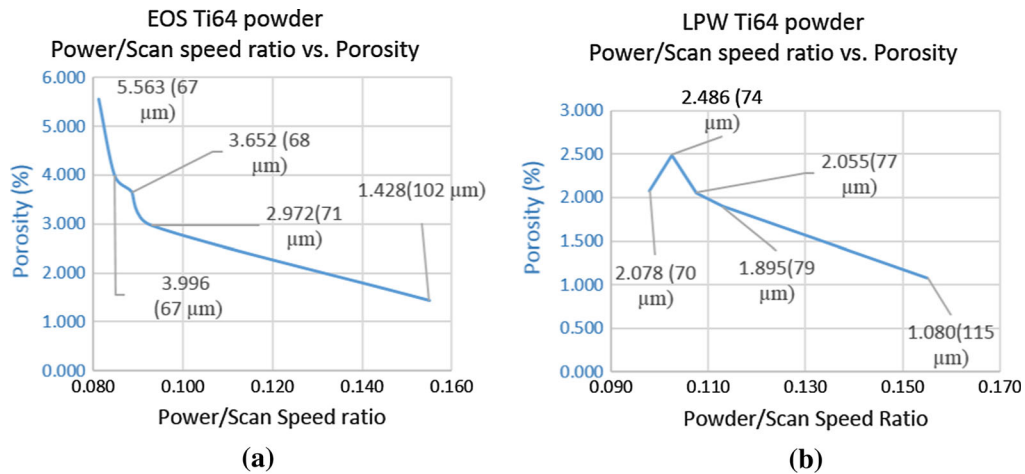 EOS Ti64 powder
Power/Scan speed ratio vs. Porosity
6.000
5.000
4.000
3.000
2.000
1.000
0.000
Porosity (%)
5.563 (67
μm)
3.652 (68
μm)
1.428(102 μm)
2.972(71
μm)
3.996
(67 μm)
0.080
0.100
0.120
0.140
0.160
Power/Scan Speed ratio
(a)
LPW Ti64 powder
Power/Scan speed ratio vs. Porosity
3.000
2.500
2.000
1.500
1.000
0.500
0.000
Porosity (%)
2.486 (74
μm)
2.055(77
μm)
2.078 (70
μm)
1.895(79
μm)
1.080(115
μm)
0.090
0.110
0.130
0.150
0.170
Powder/Scan Speed Ratio
(b)